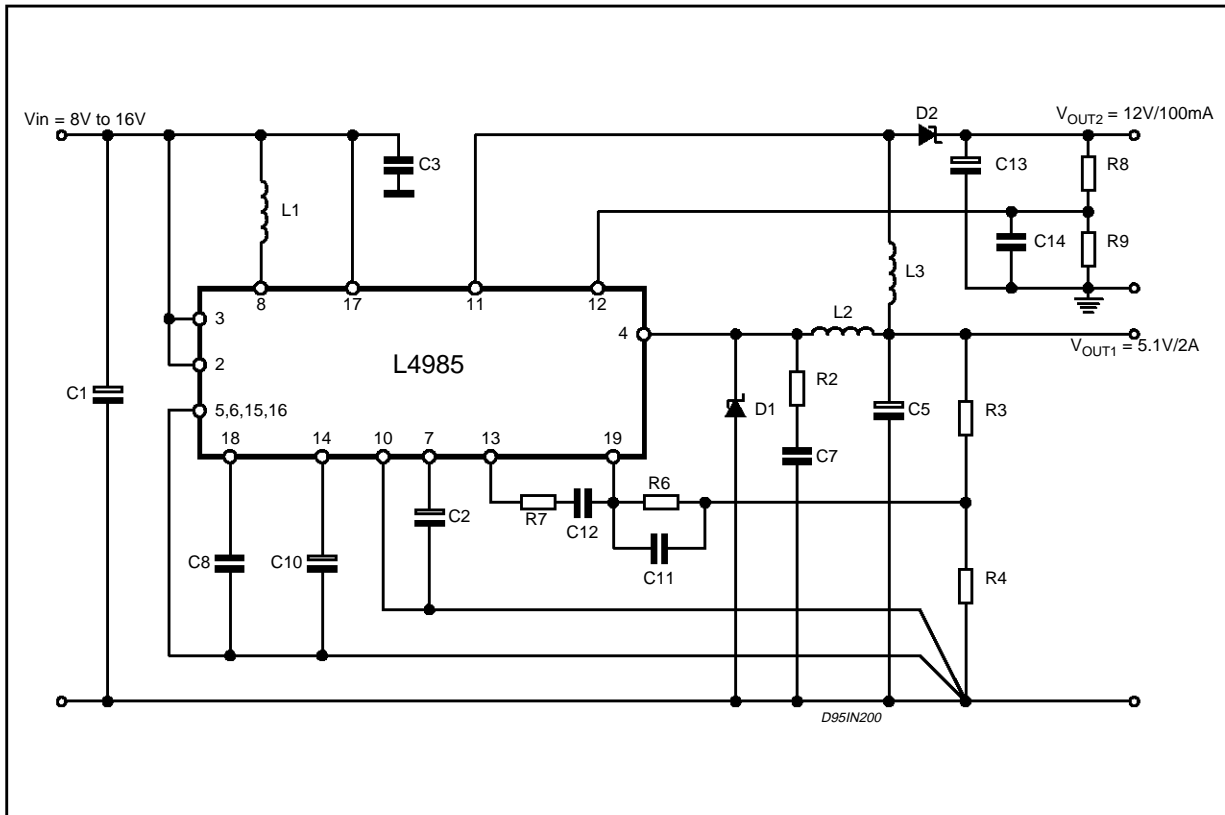 Vin = 8V to 16V
D2
VOUT2 = 12V/100mA
C3
C13
R8
L1
C14
R9
L3
8
17
11
12
3
4
L2
VOUT1 = 5.1V/2A
2
L4985
C1
R2
D1
C5
R3
5,6,15,16
18
14
10
7
13
19
C7
R6
R7
C12
C2
C8
C10
C11
R4
D95IN200